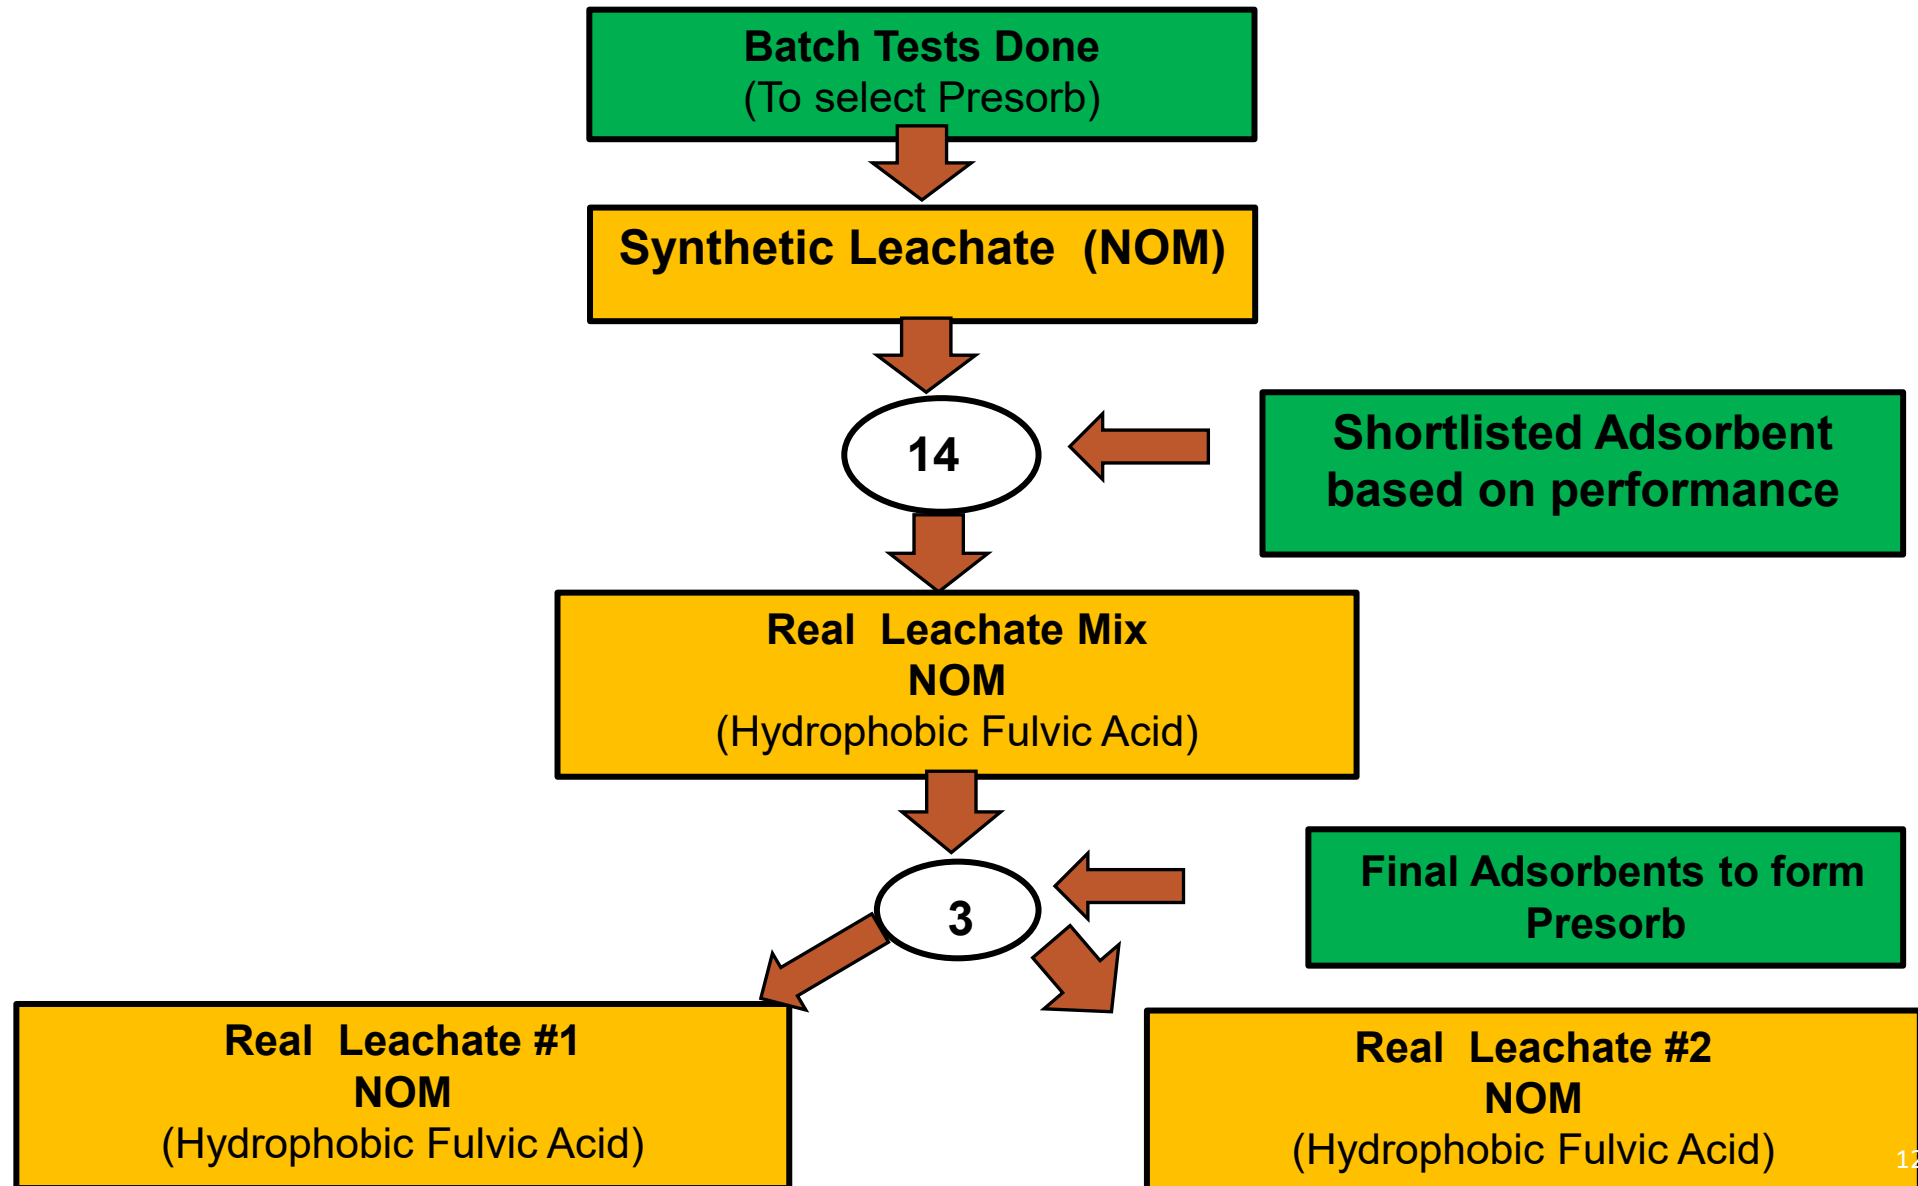 Batch Tests Done
(To select Presorb)
Synthetic Leachate (NOM)
14
Shortlisted Adsorbent
based on performance
Real Leachate Mix
NOM
(Hydrophobic Fulvic Acid)
3
Final Adsorbents to form
Presorb
Real Leachate #1
NOM
(Hydrophobic Fulvic Acid)
Real Leachate #2
NOM
(Hydrophobic Fulvic Acid)
12